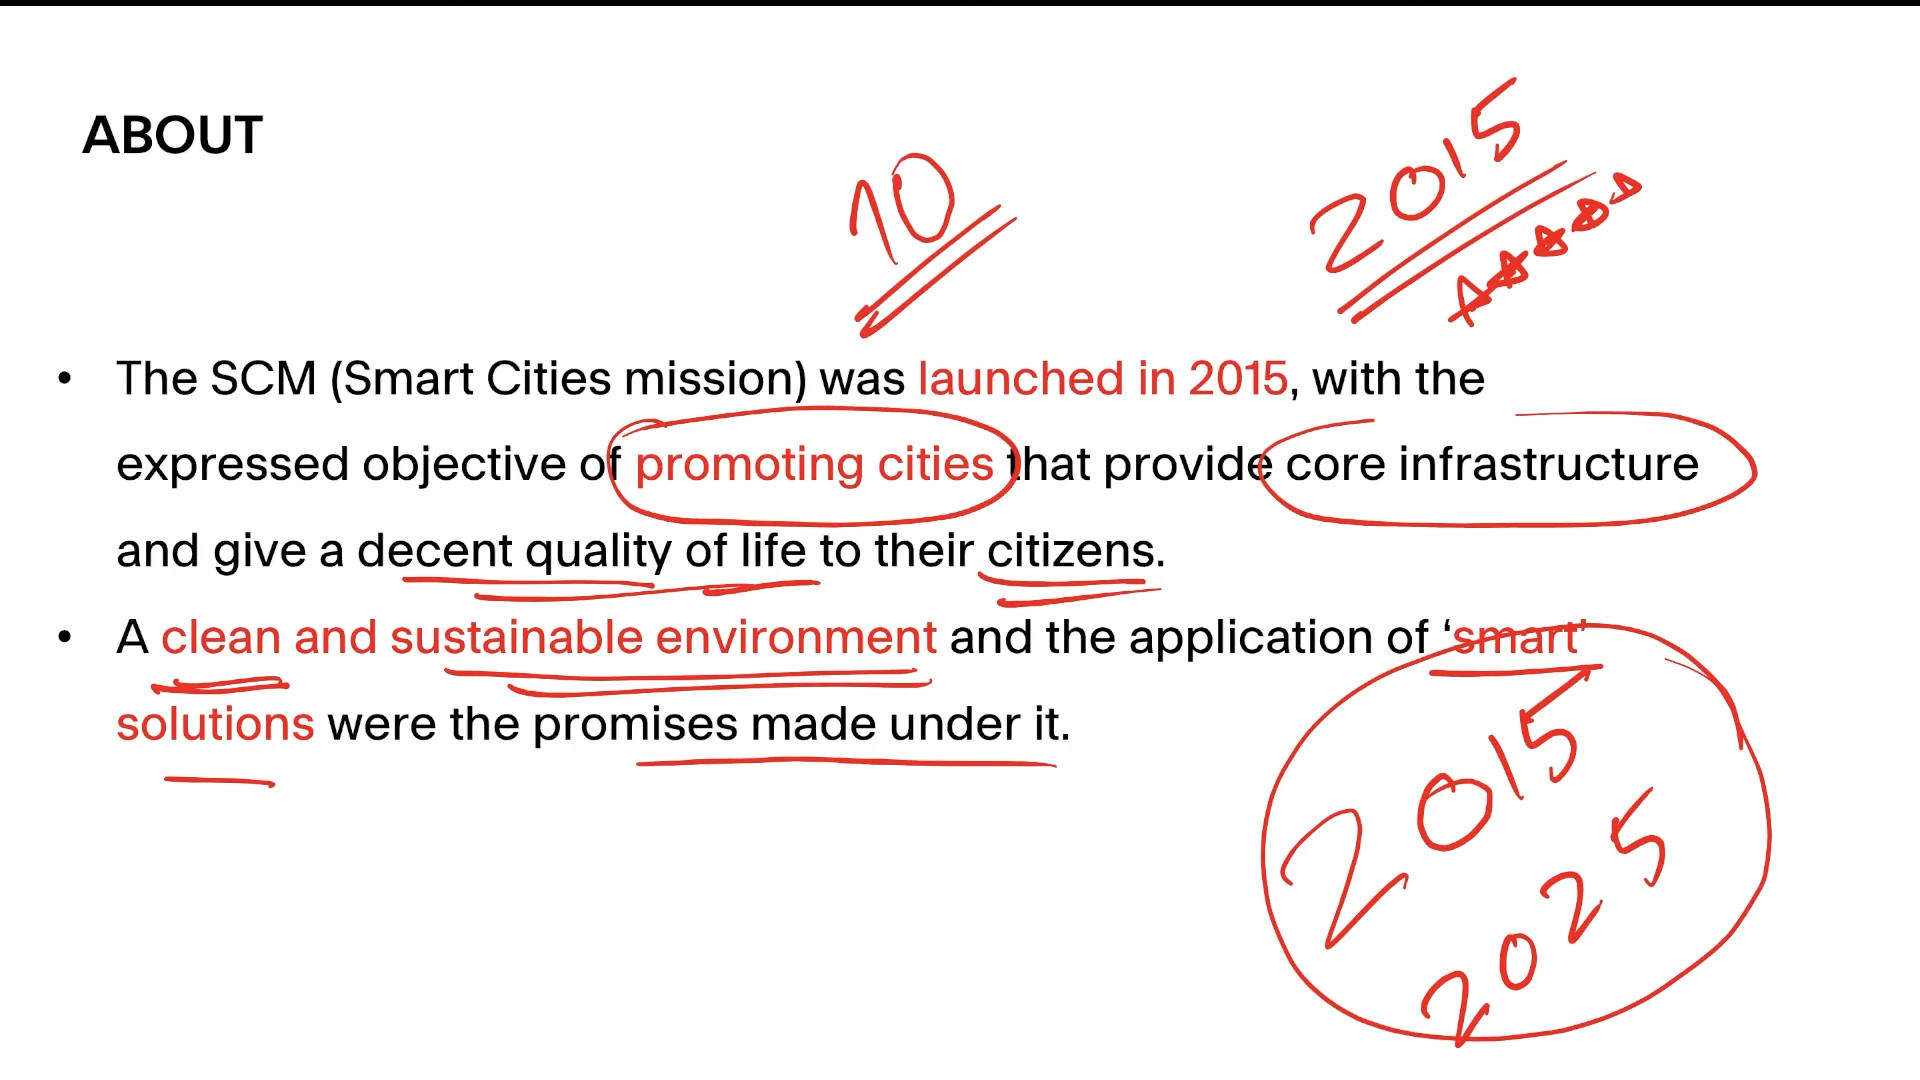 ABOUT
10
2015
• The SCM (Smart Cities mission) was launched in 2015, with the
expressed objective of promoting cities that provide core infrastructure
and give a decent quality of life to their citizens.
• A clean and sustainable environment and the application of ‘smart’
solutions were the promises made under it.
2015
2025